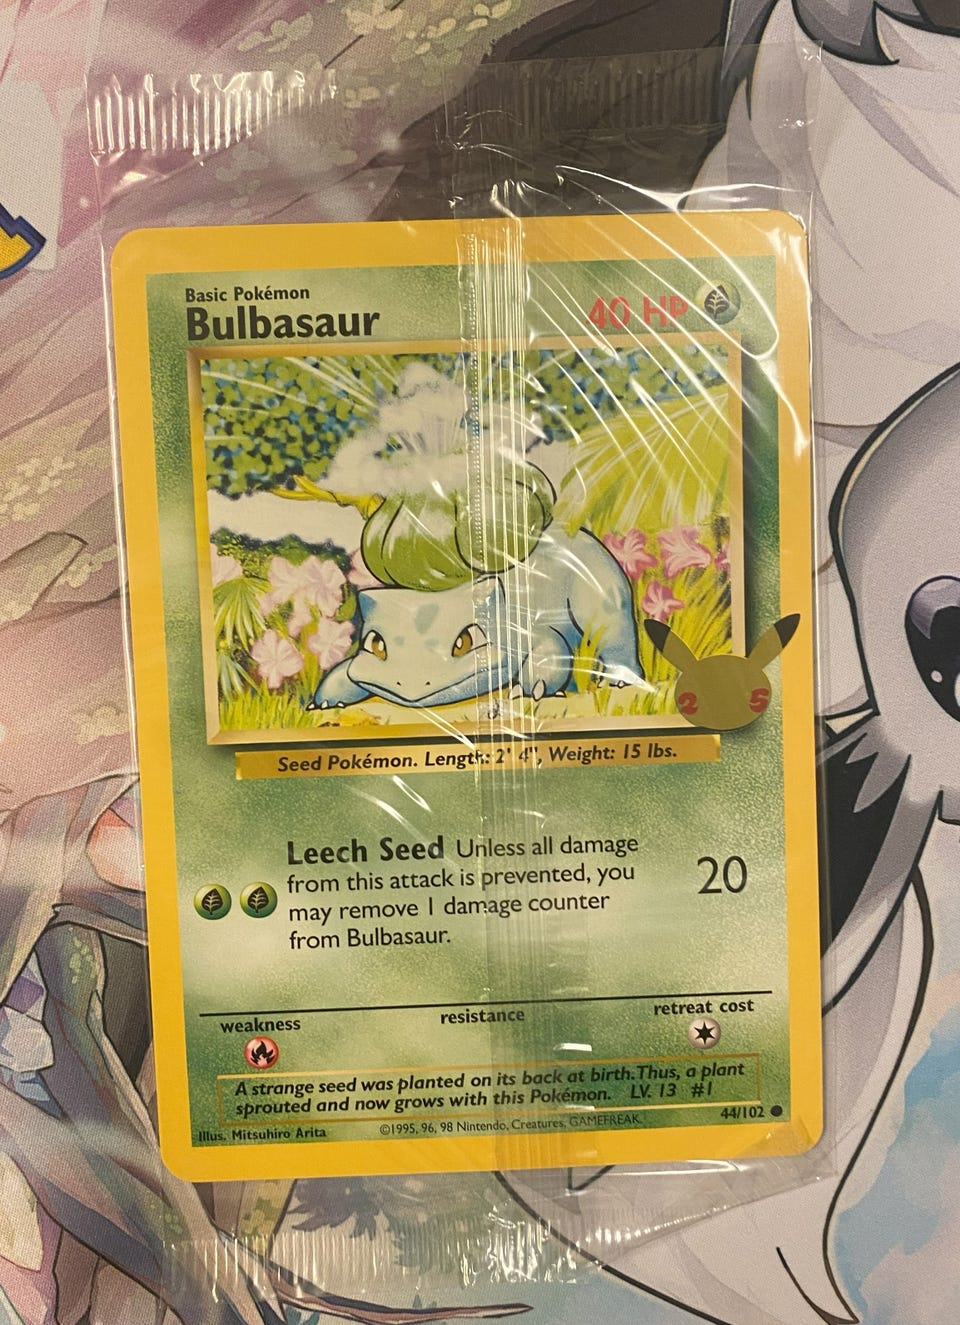 Basic Pokémon
Bulbasaur
40 HP
25
Seed Pokémon. Length: 2' 4", Weight: 15 lbs.
Leech Seed Unless all damage
from this attack is prevented, you
may remove 1 damage counter
from Bulbasaur.
20
weakness
resistance
retreat cost
A strange seed was planted on its back at birth. Thus, a plant
sprouted and now grows with this Pokémon. LV. 13 #1
Illus. Mitsuhiro Arita
©1995, 96, 98 Nintendo, Creatures, GAMEFREAK.
44/102